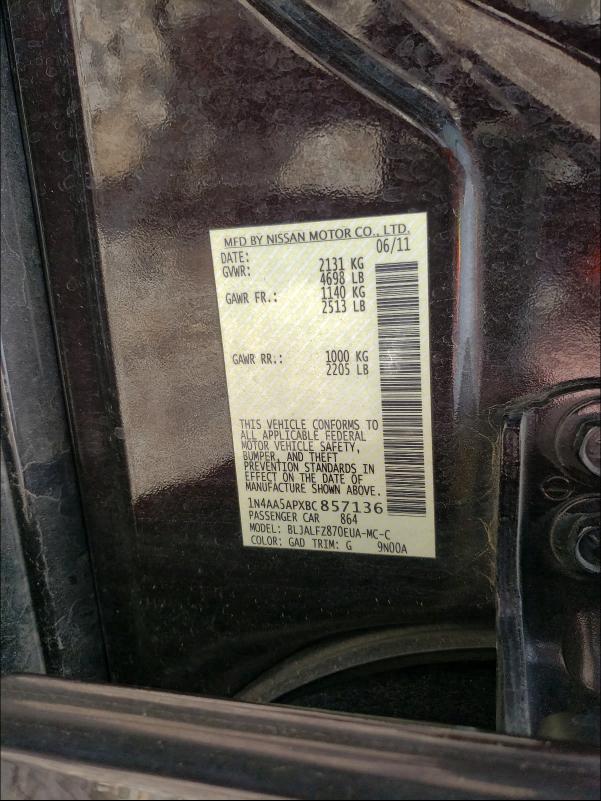 MFD BY NISSAN MOTOR CO., LTD.
DATE: 06/11
GVWR: 2131 KG
4698 LB
GAWR FR.: 1140 KG
2513 LB
GAWR RR.: 1000 KG
2205 LB
THIS VEHICLE CONFORMS TO
ALL APPLICABLE FEDERAL
MOTOR VEHICLE SAFETY,
BUMPER, AND THEFT
PREVENTION STANDARDS IN
EFFECT ON THE DATE OF
MANUFACTURE SHOWN ABOVE.
1N4AA5APXBC857136
PASSENGER CAR 864
MODEL: BLJALFZ870EUA-MC-C
COLOR: GAD TRIM: G 9N00A